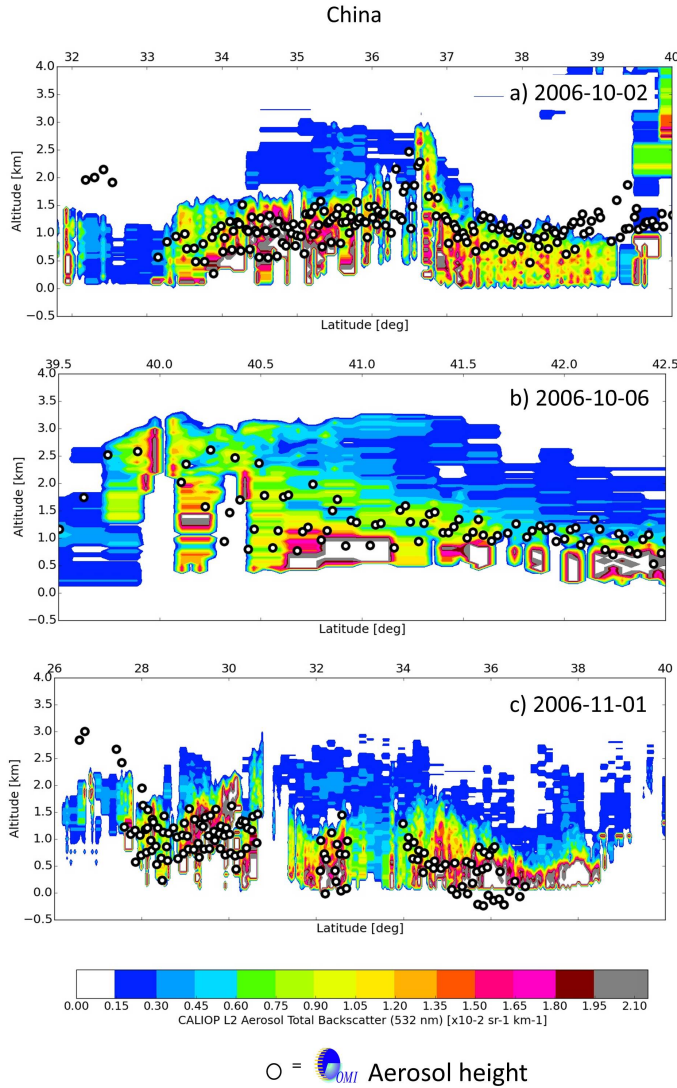 China
32 33 34 35 36 37 38 39 40
4.0
3.5
3.0
2.5
2.0
1.5
1.0
0.5
0.0
−0.5
Altitude [km]
a) 2006-10-02
Latitude [deg]
39.5 40.0 40.5 41.0 41.5 42.0 42.5
4.0
3.5
3.0
2.5
2.0
1.5
1.0
0.5
0.0
−0.5
Altitude [km]
b) 2006-10-06
Latitude [deg]
26 28 30 32 34 36 38 40
4.0
3.5
3.0
2.5
2.0
1.5
1.0
0.5
0.0
−0.5
Altitude [km]
c) 2006-11-01
Latitude [deg]
0.00 0.15 0.30 0.45 0.60 0.75 0.90 1.05 1.20 1.35 1.50 1.65 1.80 1.95 2.10
CALIOP L2 Aerosol Total Backscatter (532 nm) [x10-2 sr-1 km-1]
O = OMI Aerosol height